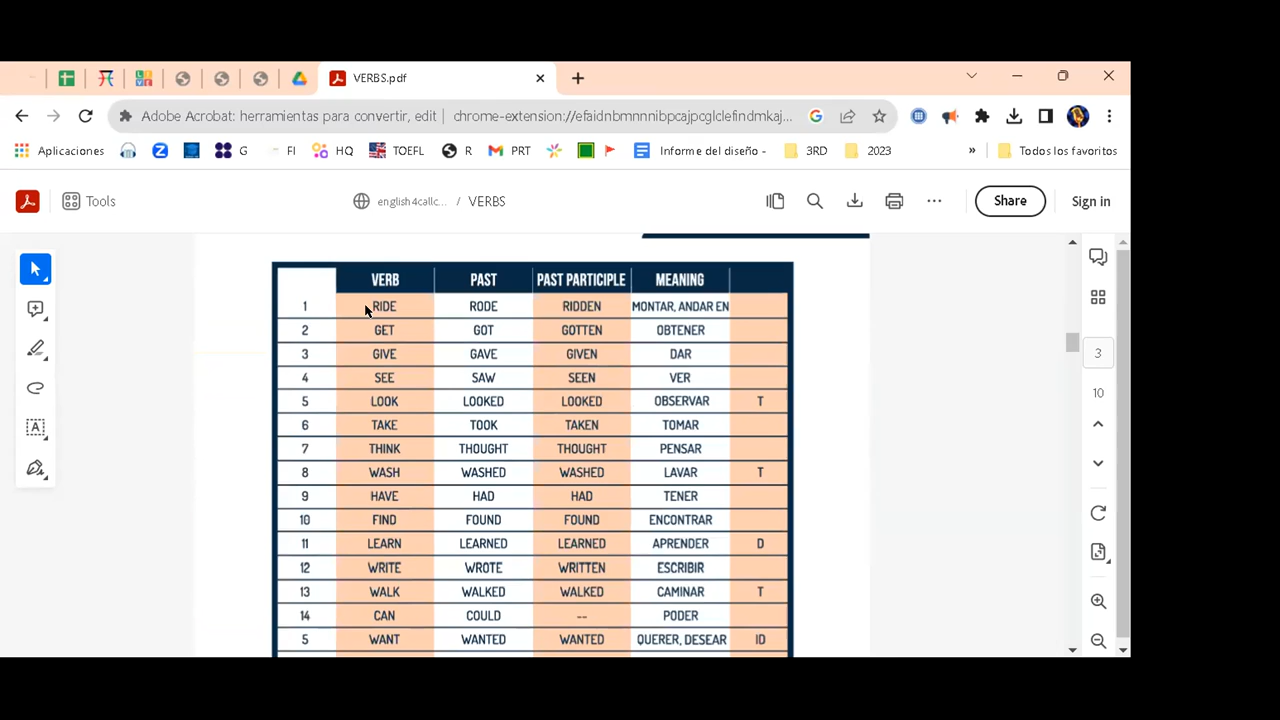 VERBS.pdf
Adobe Acrobat: herramientas para convertir, edit | chrome-extension://efaidnbmnnnibpcajpcglclefindmkaj...
Aplicaciones G FI HQ TOEFL R PRT Informe del diseño - 3RD 2023 » Todos los favoritos
Tools english4callc... / VERBS Share Sign in
VERB PAST PAST PARTICIPLE MEANING
1 RIDE RODE RIDDEN MONTAR, ANDAR EN
2 GET GOT GOTTEN OBTENER
3 GIVE GAVE GIVEN DAR
4 SEE SAW SEEN VER
5 LOOK LOOKED LOOKED OBSERVAR T
6 TAKE TOOK TAKEN TOMAR
7 THINK THOUGHT THOUGHT PENSAR
8 WASH WASHED WASHED LAVAR T
9 HAVE HAD HAD TENER
10 FIND FOUND FOUND ENCONTRAR
11 LEARN LEARNED LEARNED APRENDER D
12 WRITE WROTE WRITTEN ESCRIBIR
13 WALK WALKED WALKED CAMINAR T
14 CAN COULD -- PODER
5 WANT WANTED WANTED QUERER, DESEAR ID
3
10